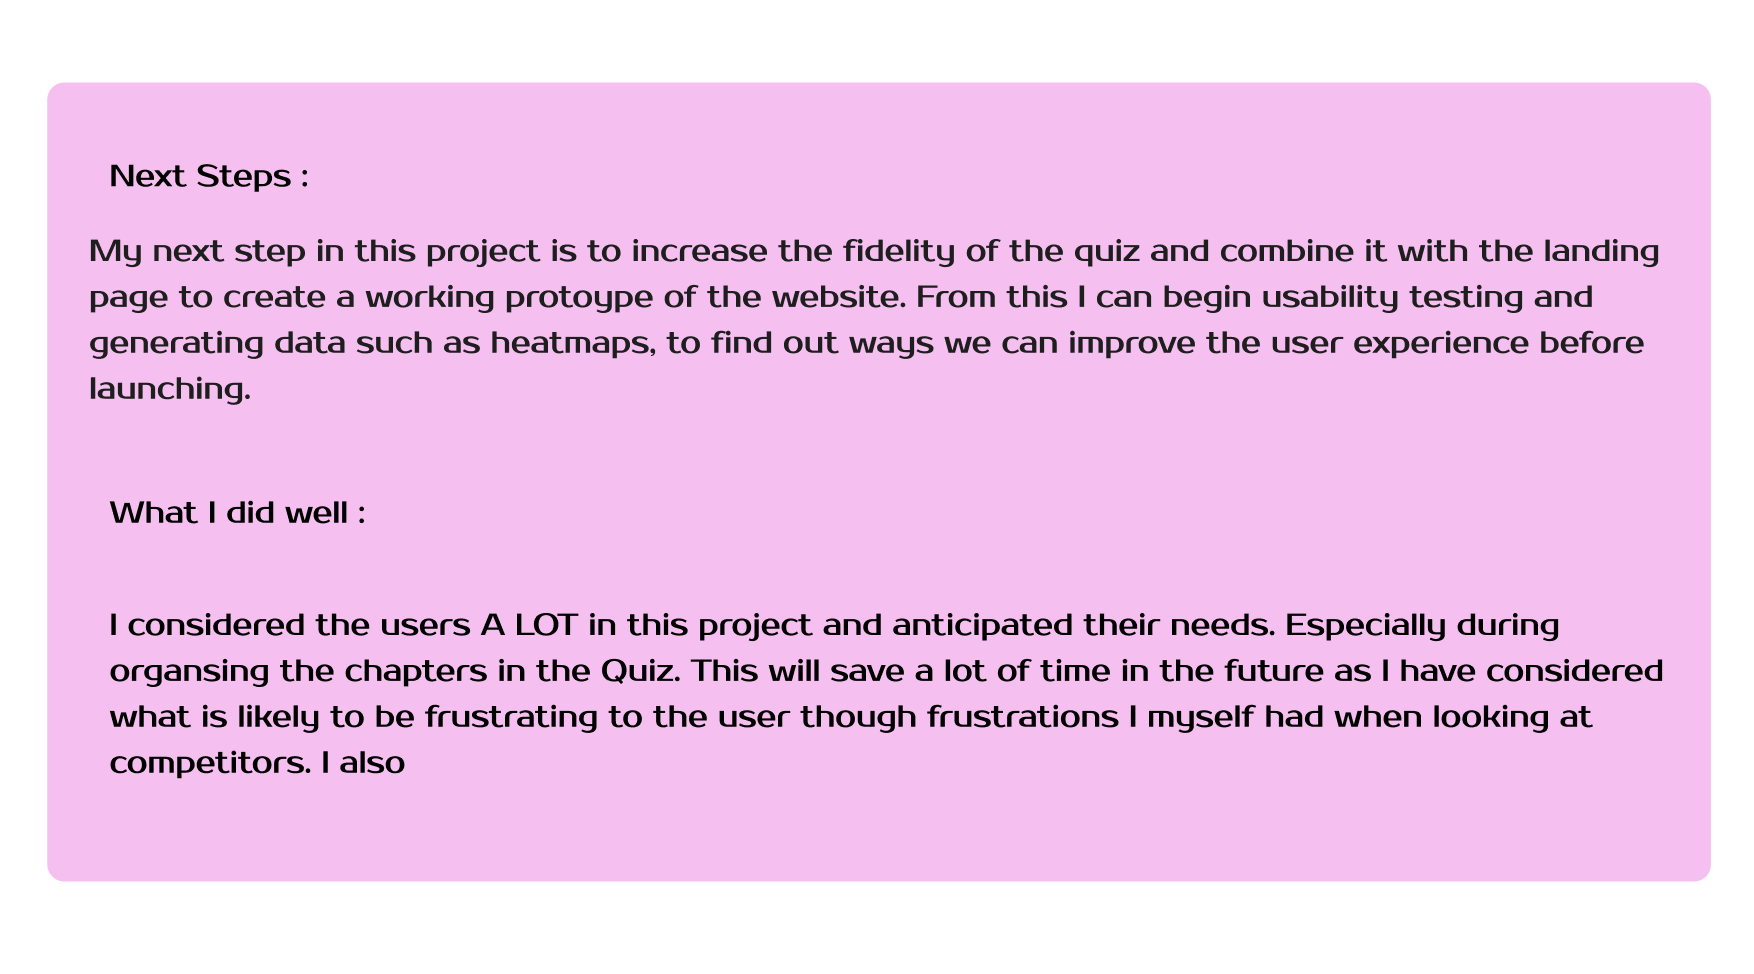 Next Steps :
My next step in this project is to increase the fidelity of the quiz and combine it with the landing
page to create a working protoype of the website. From this I can begin usability testing and
generating data such as heatmaps, to find out ways we can improve the user experience before
launching.
What I did well :
I considered the users A LOT in this project and anticipated their needs. Especially during
organsing the chapters in the Quiz. This will save a lot of time in the future as I have considered
what is likely to be frustrating to the user though frustrations I myself had when looking at
competitors. I also